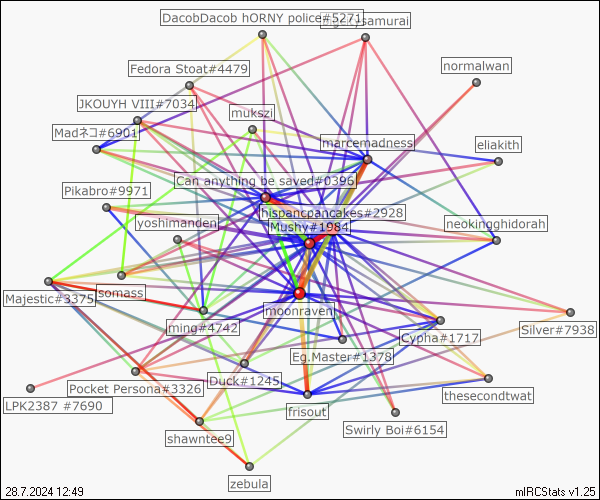 DacobDacob hORNY police#5271
normalwan
Fedora Stoat#4479
JKOUYH VIII#7034
mukszi
Madネコ#6901
marcemadness
eliakith
Can anything be saved#0396
Pikabro#9971
hispancpancakes#2928
yoshimanden
Mushy#1984
neokingghidorah
somass
Majestic#3375
moonraven
ming#4742
Silver#7938
Cypha#1717
Eg.Master#1378
Duck#1245
Pocket Persona#3326
thesecondtwat
LPK2387 #7690
frisout
Swirly Boi#6154
shawntee9
zebula
28.7.2024 12:49
mIRCStats v1.25